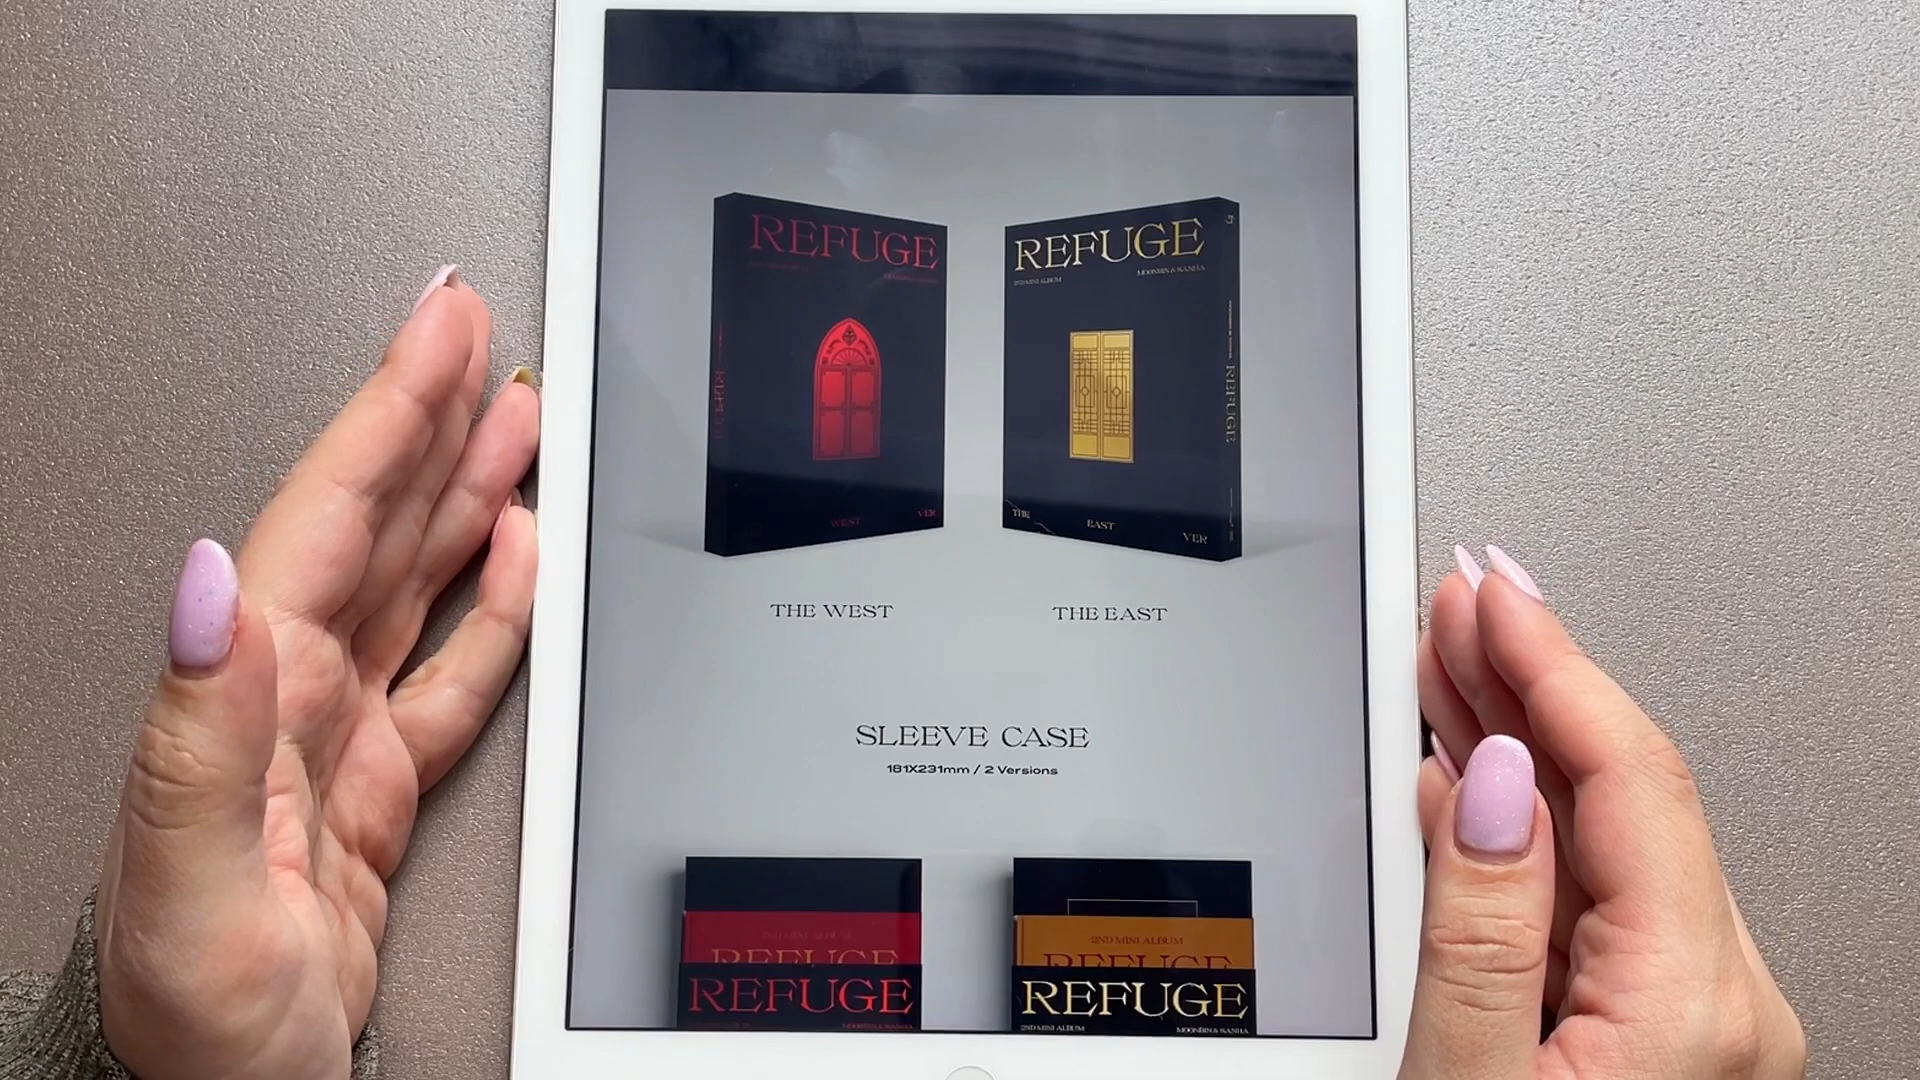 REFUGE
WEST
VER
REFUGE
2ND MINI ALBUM
MOONBIN & SANHA
THE
EAST
VER
REFUGE
THE WEST
THE EAST
SLEEVE CASE
181X231mm / 2 Versions
REFUGE
REFUGE
2ND MINI ALBUM
REFUGE
REFUGE
2ND MINI ALBUM
MOONBIN & SANHA